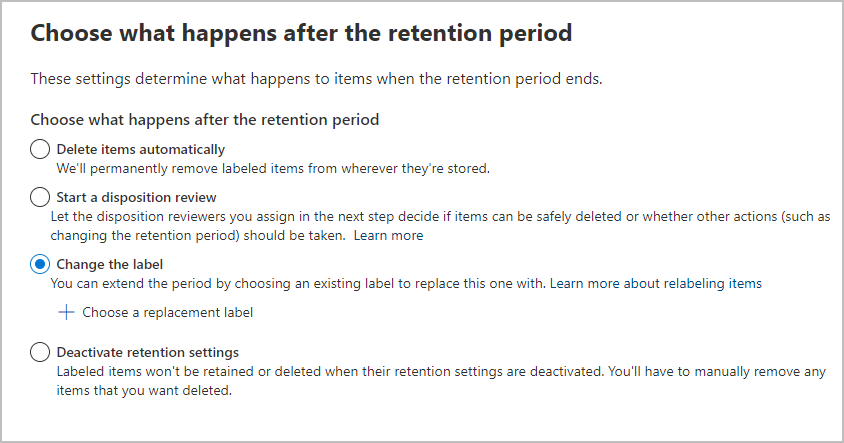 Choose what happens after the retention period
These settings determine what happens to items when the retention period ends.
Choose what happens after the retention period
Delete items automatically
We'll permanently remove labeled items from wherever they're stored.
Start a disposition review
Let the disposition reviewers you assign in the next step decide if items can be safely deleted or whether other actions (such as
changing the retention period) should be taken. Learn more
Change the label
You can extend the period by choosing an existing label to replace this one with. Learn more about relabeling items
+ Choose a replacement label
Deactivate retention settings
Labeled items won't be retained or deleted when their retention settings are deactivated. You'll have to manually remove any
items that you want deleted.